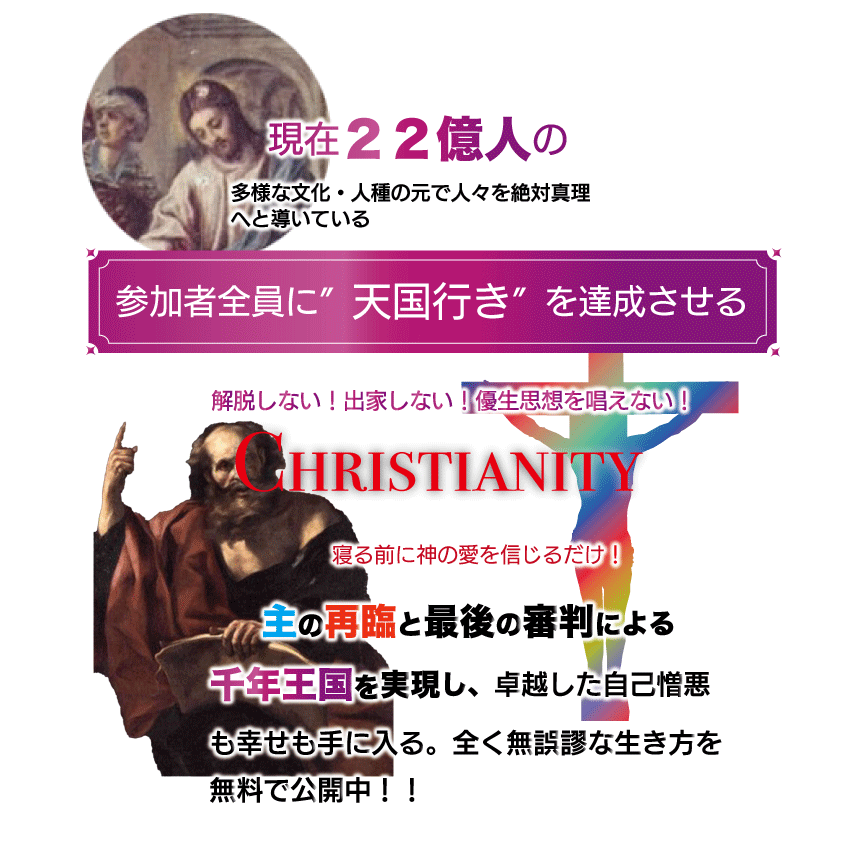 現在22億人の
多様な文化・人種の元で人々を絶対真理
へと導いている
参加者全員に〝天国行き〟を達成させる
解脱しない！出家しない！優生思想を唱えない！
CHRISTIANITY
寝る前に神の愛を信じるだけ！
主の再臨と最後の審判による
千年王国を実現し、卓越した自己憎悪
も幸せも手に入る。全く無誤謬な生き方を
無料で公開中！！